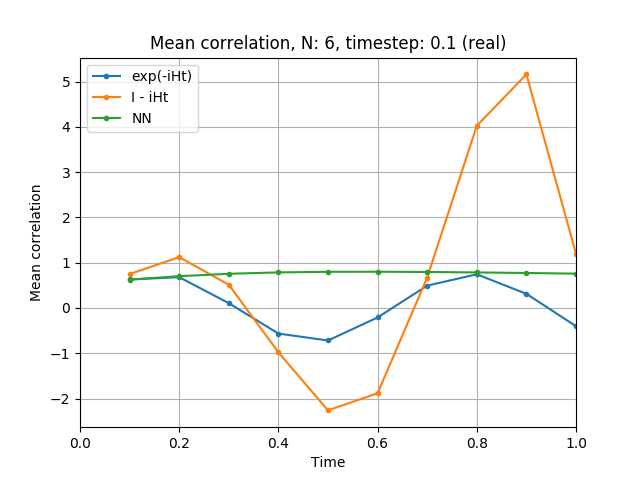 Mean correlation, N: 6, timestep: 0.1 (real)
exp(-iHt)
I - iHt
NN
5
4
3
2
1
0
−1
−2
Mean correlation
0.0 0.2 0.4 0.6 0.8 1.0
Time